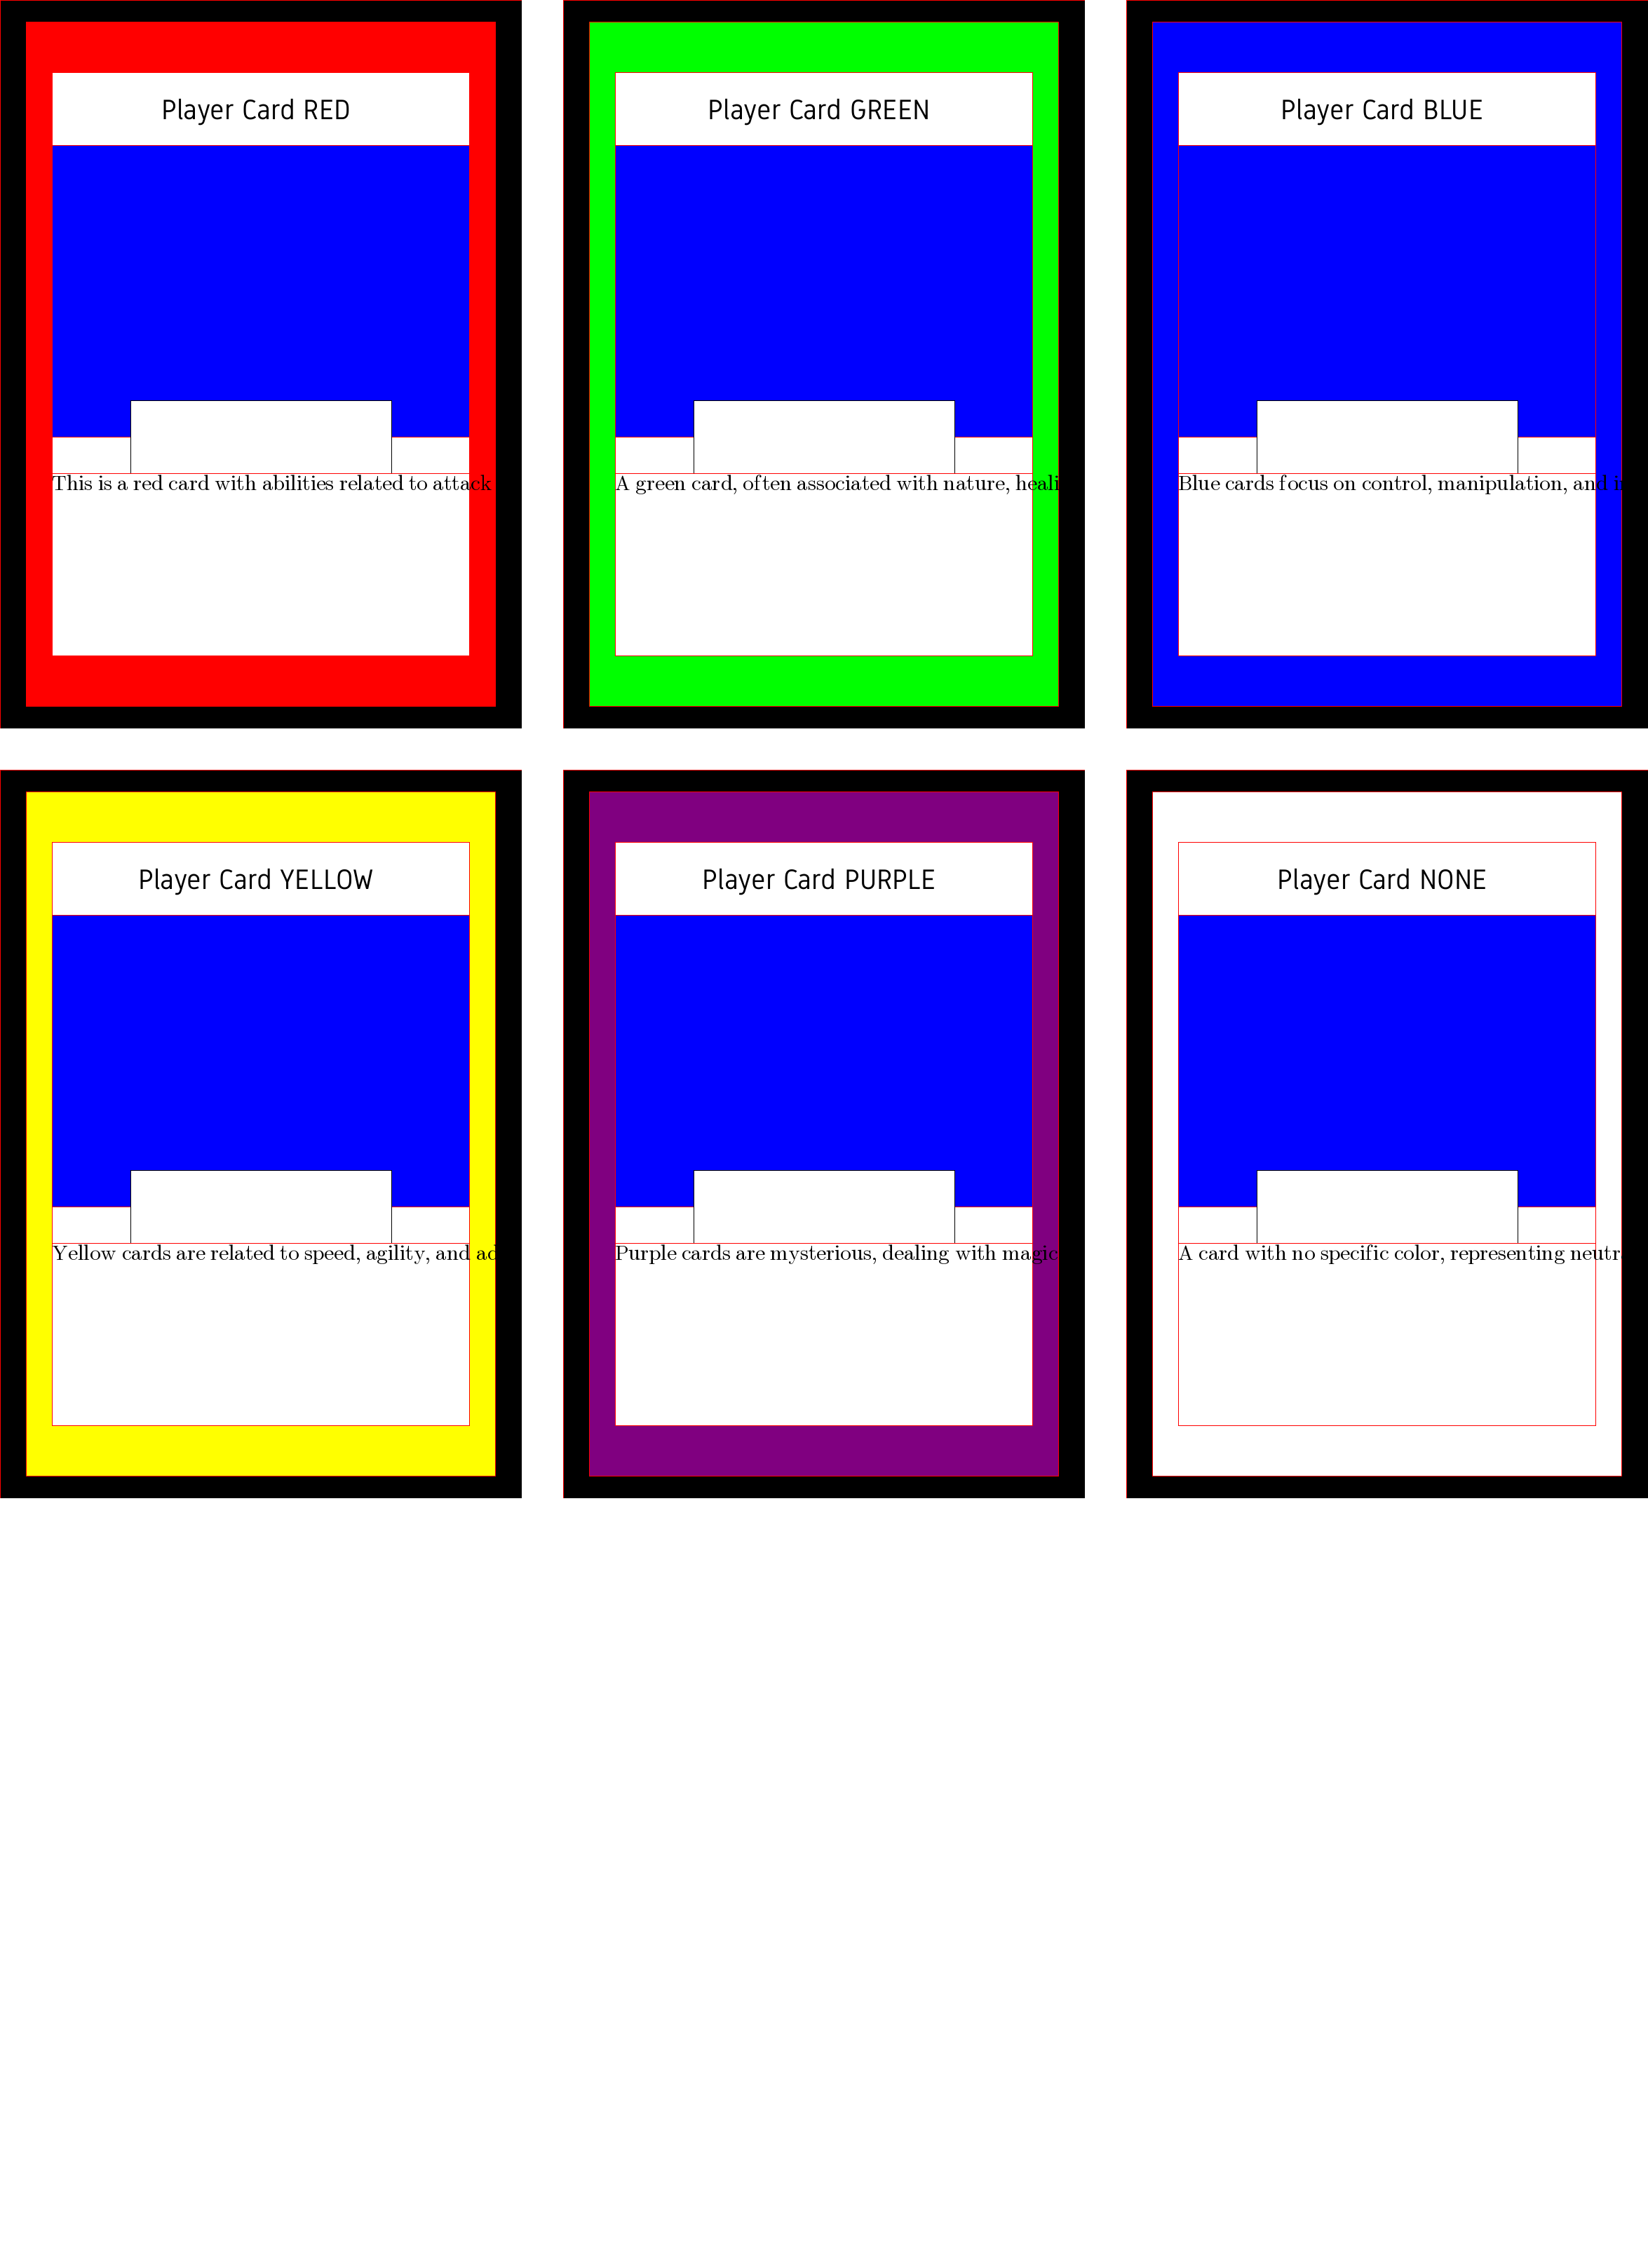 Player Card RED
This is a red card with abilities related to attack
Player Card GREEN
A green card, often associated with nature,
Player Card BLUE
Blue cards focus on control, manipulation, and
Player Card YELLOW
Yellow cards are related to speed, agility, and
Player Card PURPLE
Purple cards are mysterious, dealing with magic
Player Card NONE
A card with no specific color, representing